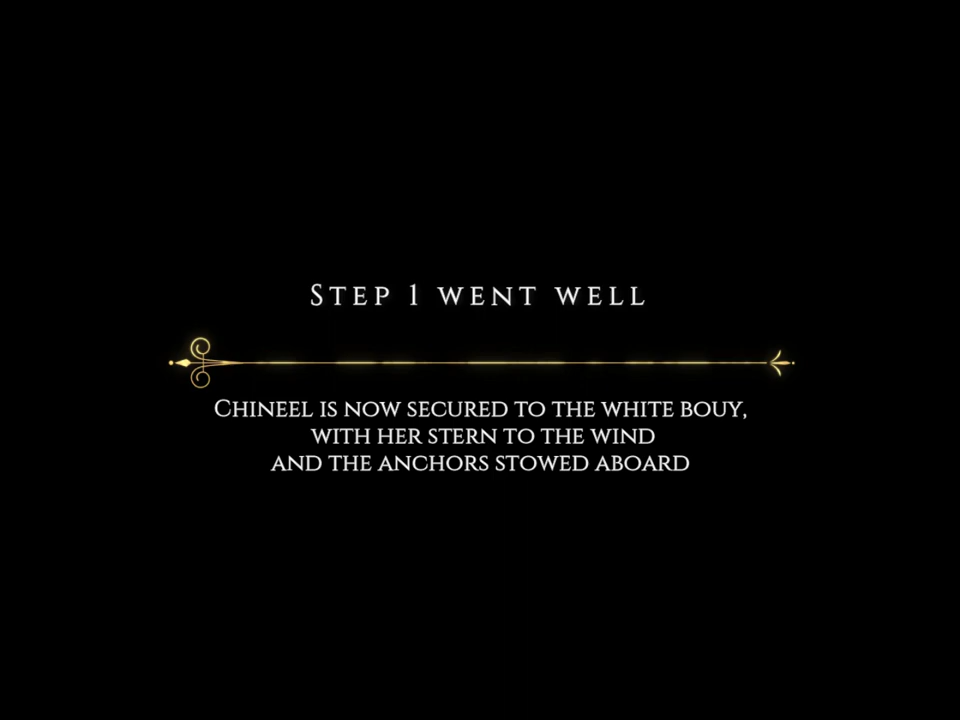 Step 1 went well
Chineel is now secured to the white bouy,
with her stern to the wind
and the anchors stowed aboard